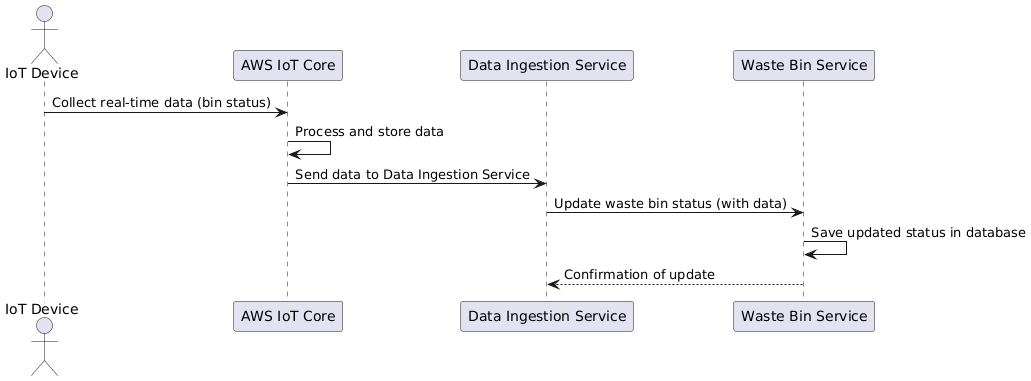 IoT Device
AWS IoT Core
Data Ingestion Service
Waste Bin Service
Collect real-time data (bin status)
Process and store data
Send data to Data Ingestion Service
Update waste bin status (with data)
Save updated status in database
Confirmation of update
IoT Device
AWS IoT Core
Data Ingestion Service
Waste Bin Service